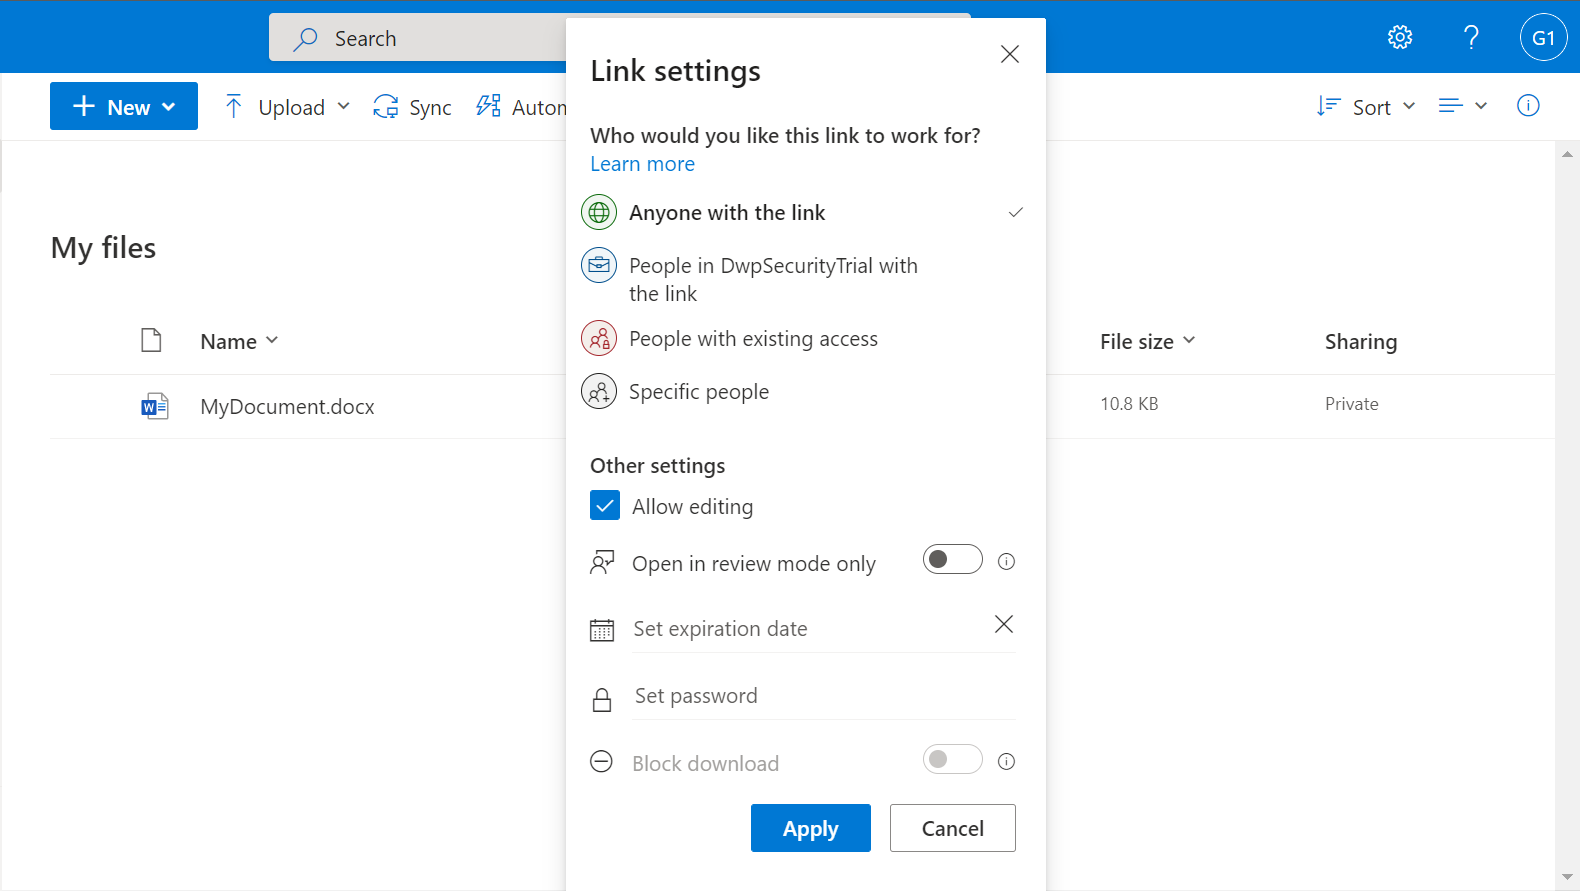 Search
G1
New
Upload
Sync
Autom
Sort
Link settings
Who would you like this link to work for?
Learn more
Anyone with the link
People in DwpSecurityTrial with
the link
People with existing access
Specific people
Other settings
Allow editing
Open in review mode only
Set expiration date
Set password
Block download
Apply
Cancel
My files
Name
File size
Sharing
MyDocument.docx
10.8 KB
Private